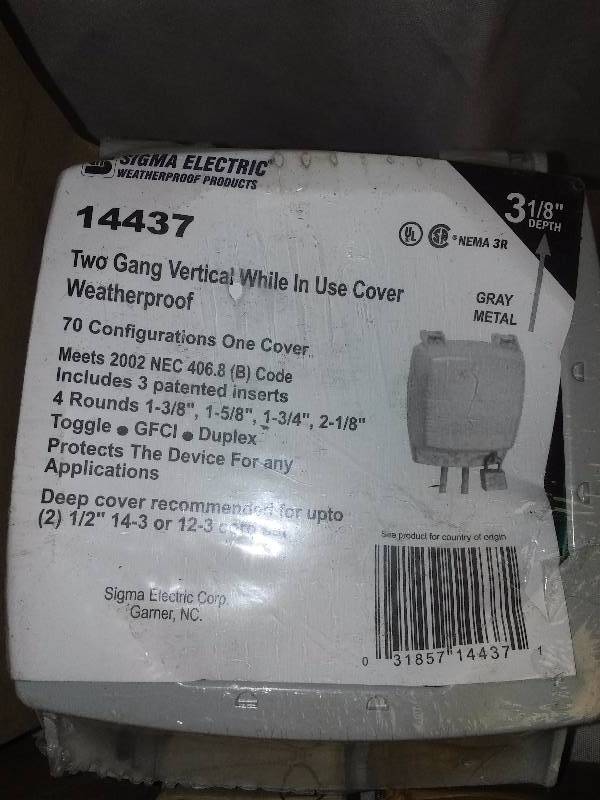 SIGMA ELECTRIC
WEATHERPROOF PRODUCTS
14437
3 1/8"
DEPTH
UL SA ® NEMA 3R
Two Gang Vertical While In Use Cover
Weatherproof
GRAY
METAL
70 Configurations One Cover
Meets 2002 NEC 406.8 (B) Code
Includes 3 patented inserts
4 Rounds 1-3/8", 1-5/8", 1-3/4", 2-1/8"
Toggle ● GFCI ● Duplex
Protects The Device For any
Applications
Deep cover recommended for upto
(2) 1/2" 14-3 or 12-3
See product for country of origin
Sigma Electric Corp.
Garner, NC.
0 31857 14437 1